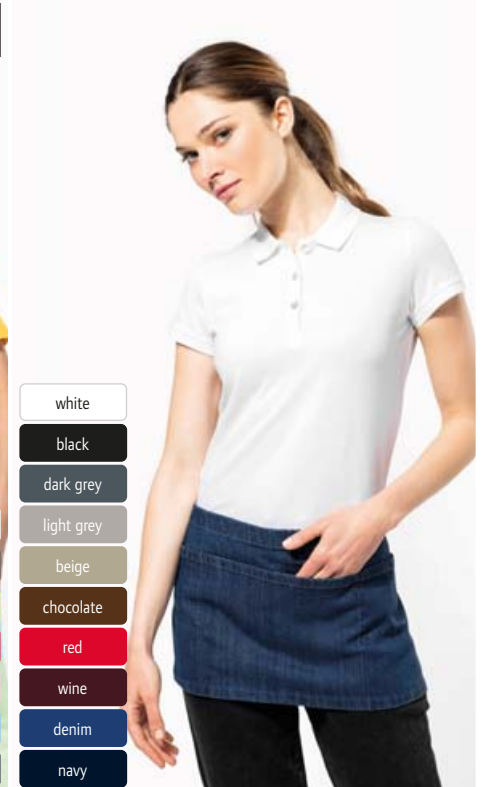 white
black
dark grey
light grey
beige
chocolate
red
wine
denim
navy